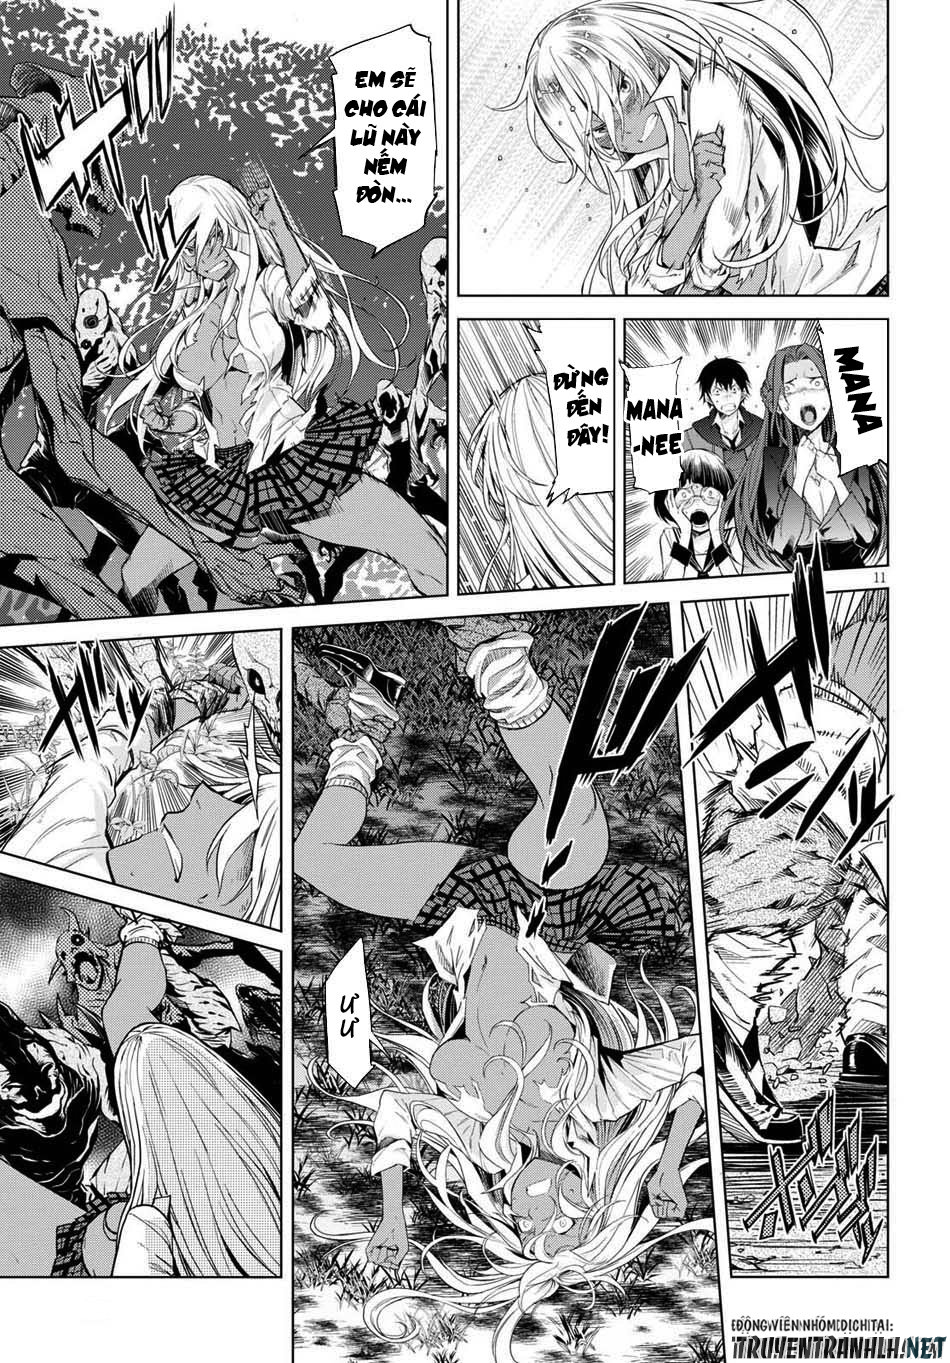 MANA
MANA
-NEE
ĐỪNG
ĐẾN
ĐÂY!
EM SẼ
CHO CÁI
LŨ NÀY
NẾM
ĐÒN...
11
ƯƯ
ĐỘNG VIÊN NHÓM DỊCH TẠI:
TRUYENTRANHLH.NET